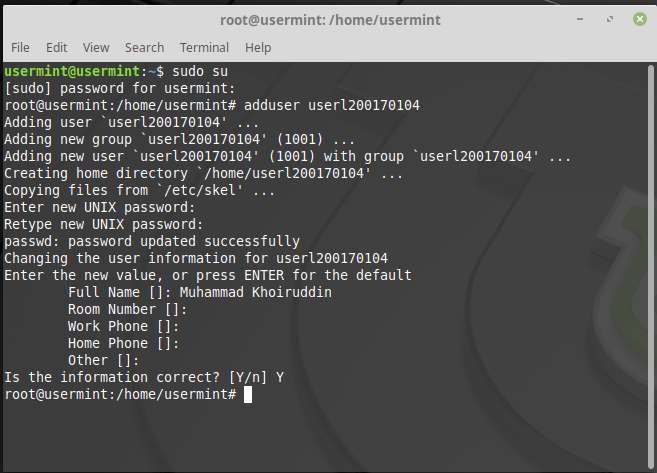 root@usermint: /home/usermint
File Edit View Search Terminal Help
usermint@usermint:~$ sudo su
[sudo] password for usermint:
root@usermint:/home/usermint# adduser userl200170104
Adding user `userl200170104' ...
Adding new group `userl200170104' (1001) ...
Adding new user `userl200170104' (1001) with group `userl200170104' ...
Creating home directory `/home/userl200170104' ...
Copying files from `/etc/skel' ...
Enter new UNIX password:
Retype new UNIX password:
passwd: password updated successfully
Changing the user information for userl200170104
Enter the new value, or press ENTER for the default
Full Name []: Muhammad Khoiruddin
Room Number []:
Work Phone []:
Home Phone []:
Other []:
Is the information correct? [Y/n] Y
root@usermint:/home/usermint#